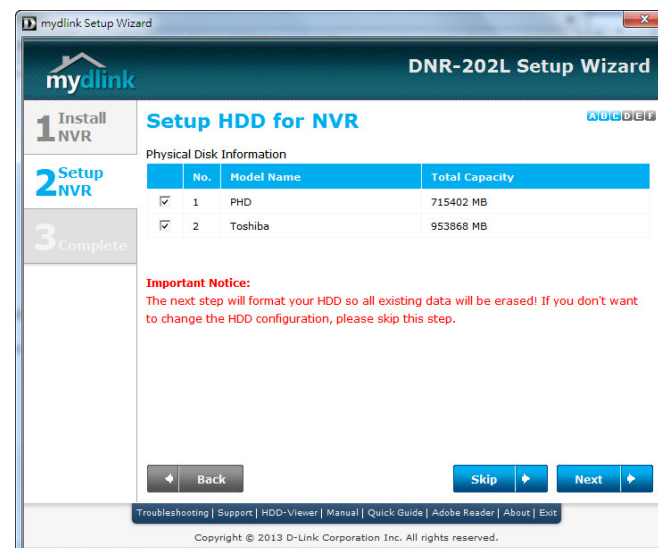 mydlink Setup Wizard
mydlink
DNR-202L Setup Wizard
1 Install NVR
2 Setup NVR
3 Complete
Setup HDD for NVR
A B C D E F
Physical Disk Information
No. Model Name Total Capacity
1 PHD 715402 MB
2 Toshiba 953868 MB
Important Notice:
The next step will format your HDD so all existing data will be erased! If you don't want
to change the HDD configuration, please skip this step.
Back
Skip
Next
Troubleshooting | Support | HDD-Viewer | Manual | Quick Guide | Adobe Reader | About | Exit
Copyright © 2013 D-Link Corporation Inc. All rights reserved.